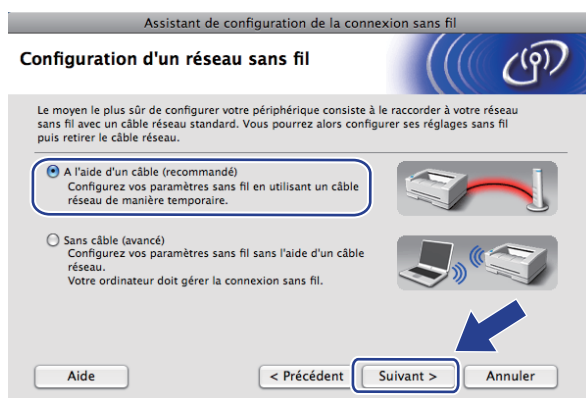 Assistant de configuration de la connexion sans fil
Configuration d'un réseau sans fil
Le moyen le plus sûr de configurer votre périphérique consiste à le raccorder à votre réseau
sans fil avec un câble réseau standard. Vous pourrez alors configurer ses réglages sans fil
puis retirer le câble réseau.
A l'aide d'un câble (recommandé)
Configurez vos paramètres sans fil en utilisant un câble
réseau de manière temporaire.
Sans câble (avancé)
Configurez vos paramètres sans fil sans l'aide d'un câble
réseau.
Votre ordinateur doit gérer la connexion sans fil.
Aide
< Précédent
Suivant >
Annuler